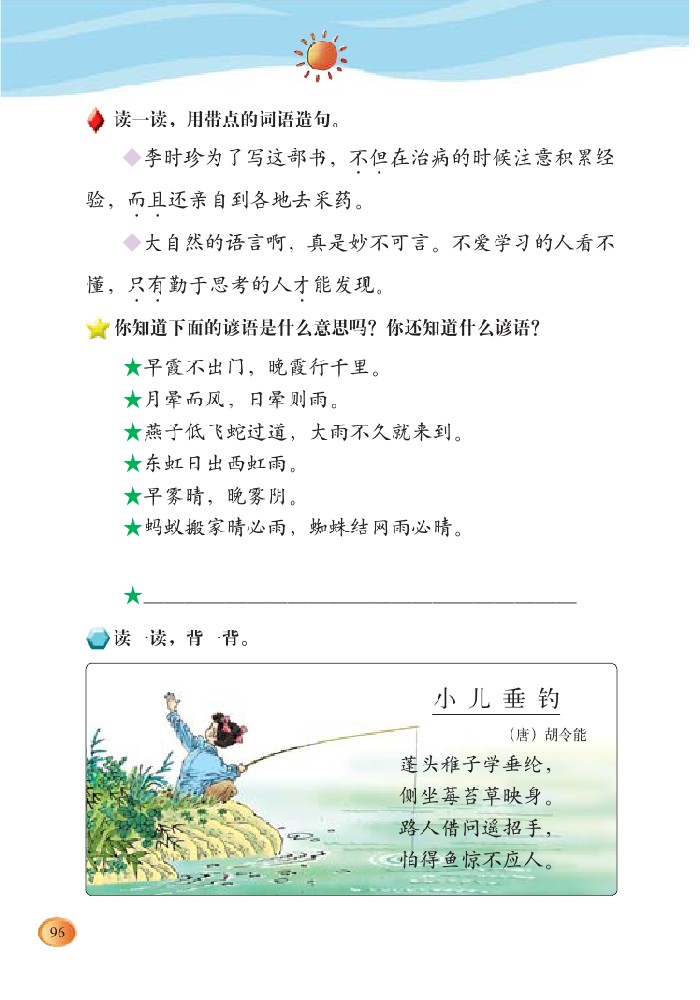 读一读，用带点的词语造句。
◆李时珍为了写这部书，不但在治病的时候注意积累经
验，而且还亲自到各地去采药。
◆大自然的语言啊，真是妙不可言。不爱学习的人看不
懂，只有勤于思考的人才能发现。
你知道下面的谚语是什么意思吗？你还知道什么谚语？
★早霞不出门，晚霞行千里。
★月晕而风，日晕则雨。
★燕子低飞蛇过道，大雨不久就来到。
★东虹日出西虹雨。
★早雾晴，晚雾阴。
★蚂蚁搬家晴必雨，蜘蛛结网雨必晴。
★
读一读，背一背。
小儿垂钓
（唐）胡令能
蓬头稚子学垂纶，
侧坐莓苔草映身。
路人借问遥招手，
怕得鱼惊不应人。
96